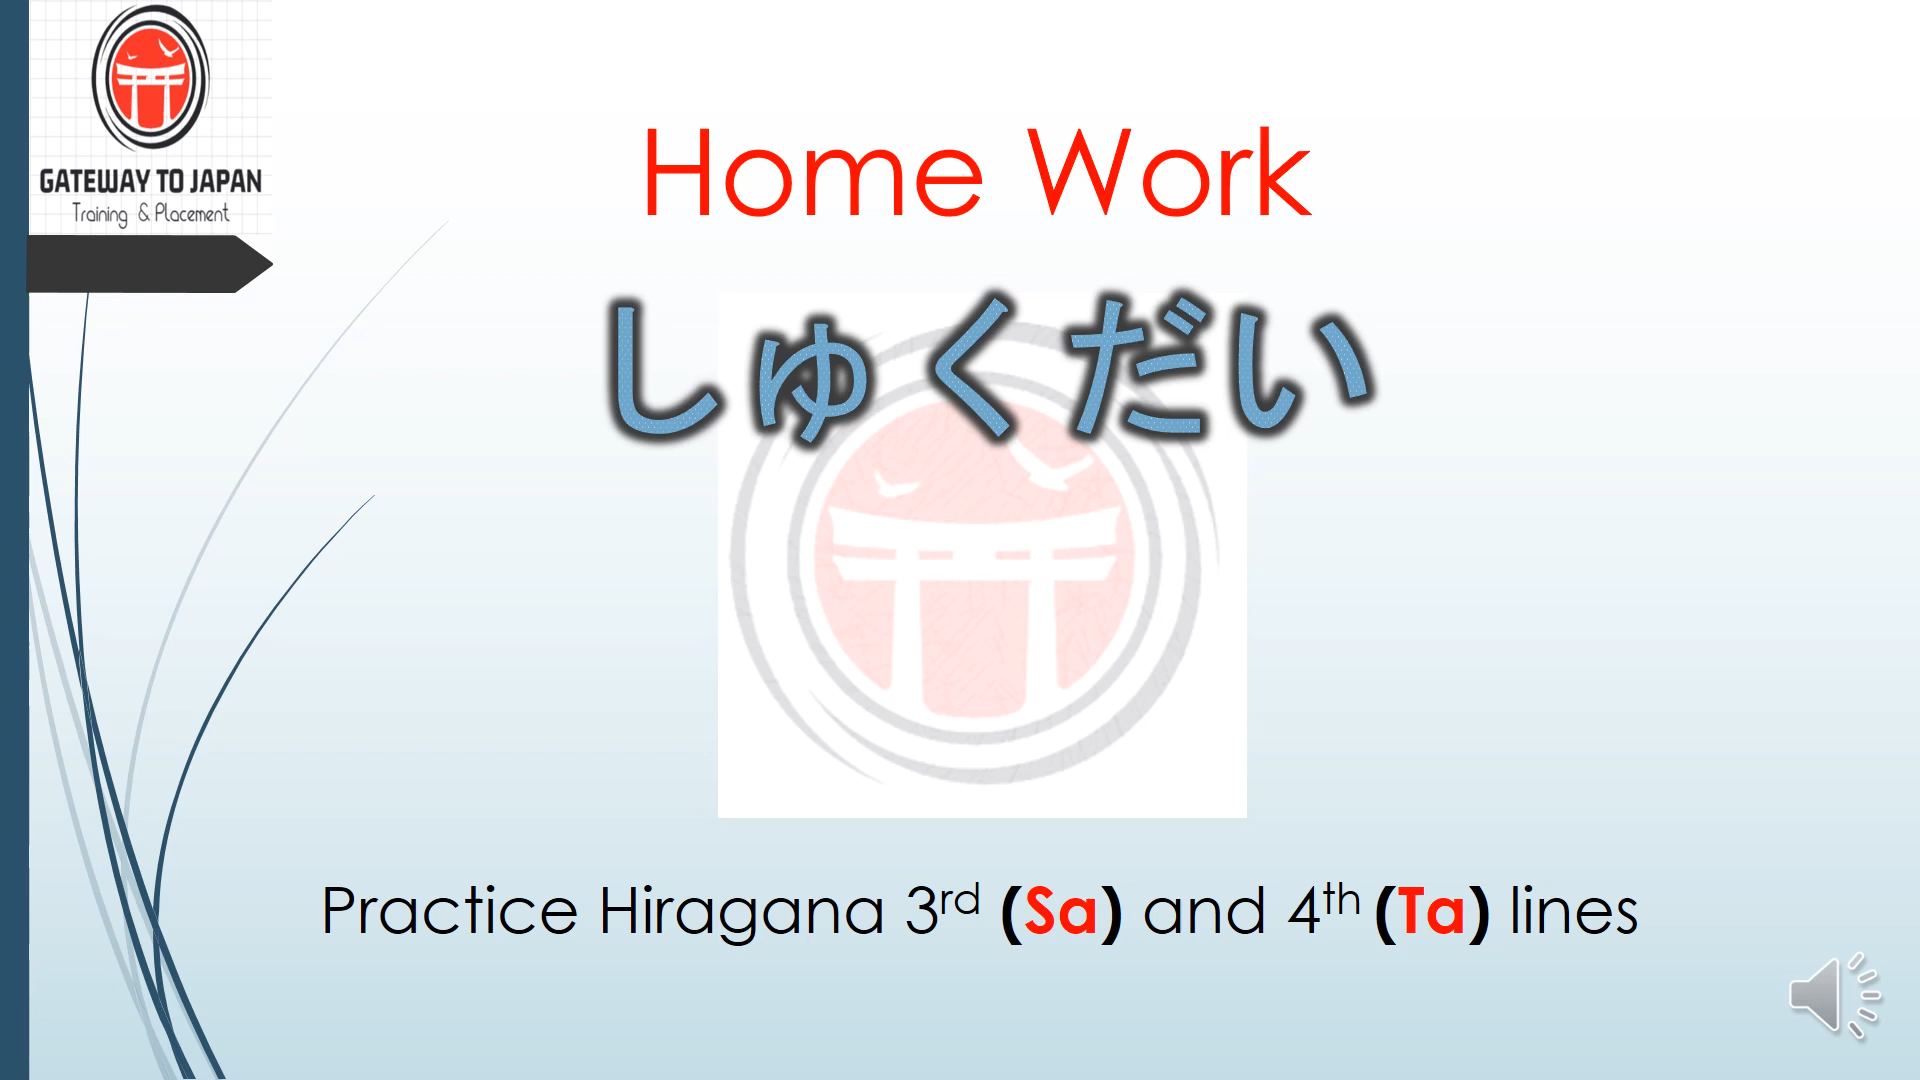 GATEWAY TO JAPAN
Training & Placement
Home Work
しゅくだい
Practice Hiragana 3rd (Sa) and 4th (Ta) lines